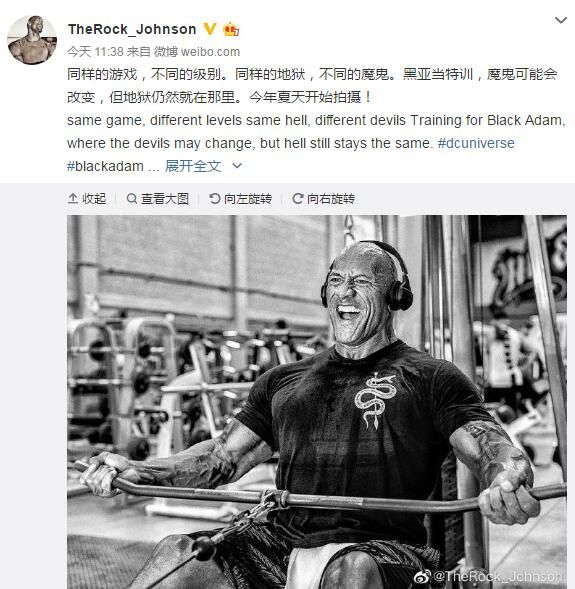 TheRock_Johnson
今天 11:38 来自 微博 weibo.com
同样的游戏，不同的级别。同样的地狱，不同的魔鬼。黑亚当特训，魔鬼可能会
改变，但地狱仍然就在那里。今年夏天开始拍摄！
same game, different levels same hell, different devils Training for Black Adam,
where the devils may change, but hell still stays the same. #dcuniverse
#blackadam ... 展开全文
收起 查看大图 向左旋转 向右旋转
@TheRock_Johnson